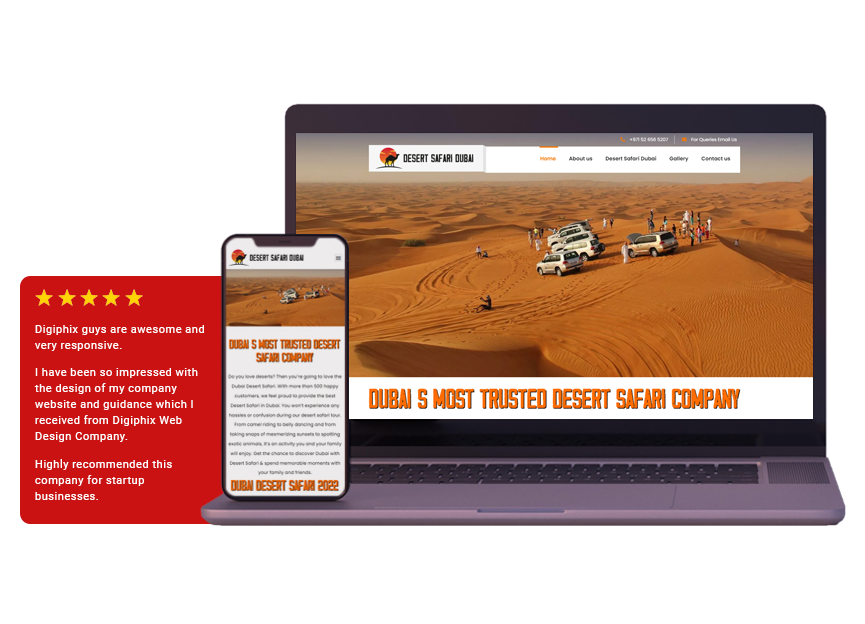 +971 52 956 5207
For Queries Email Us
DESERT SAFARI DUBAI
Home
About us
Desert Safari Dubai
Gallery
Contact us
DUBAI S MOST TRUSTED DESERT SAFARI COMPANY
DESERT SAFARI DUBAI
DUBAI S MOST TRUSTED DESERT
SAFARI COMPANY
Do you love deserts? Then you're going to love the
Dubai Desert Safari. With more than 500 happy
customers, we feel proud to provide the best
Desert Safari in Dubai. You won't experience any
hassles or confusion during our desert safari tour.
From camel riding to belly dancing and from
taking snaps of mesmerizing sunsets to spotting
exotic animals, it's an activity you and your family
will enjoy. Get the chance to discover Dubai with
Desert Safari & spend memorable moments with
your family and friends.
DUBAI DESERT SAFARI 2022
Digiphix guys are awesome and
very responsive.
I have been so impressed with
the design of my company
website and guidance which I
received from Digiphix Web
Design Company.
Highly recommended this
company for startup
businesses.